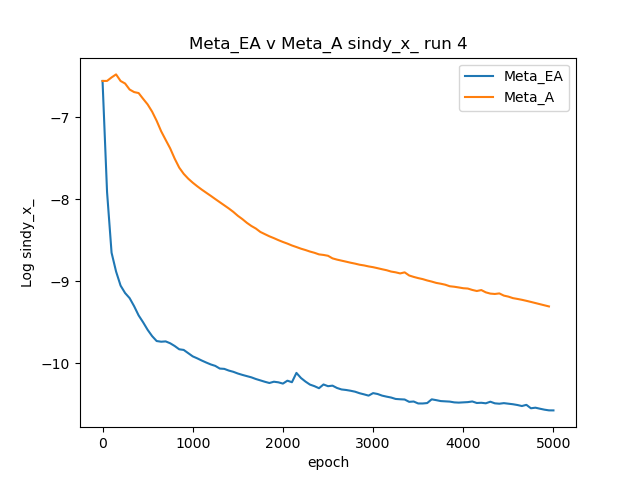 Meta_EA v Meta_A sindy_x_ run 4
Meta_EA
Meta_A
Log sindy_x_
−7
−8
−9
−10
0
1000
2000
3000
4000
5000
epoch